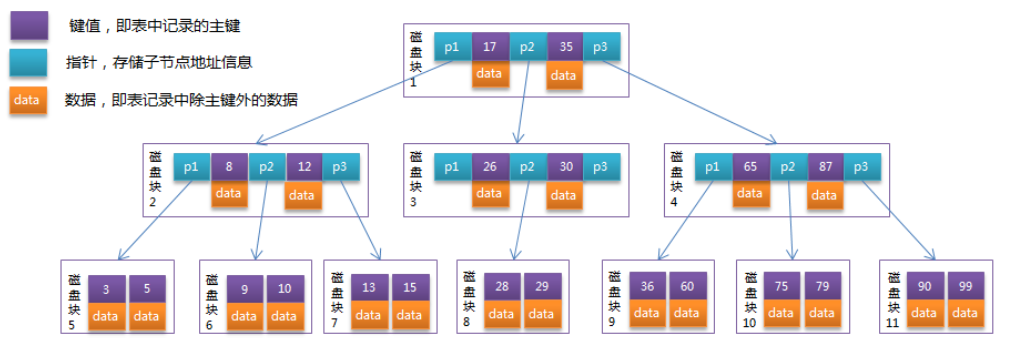 键值，即表中记录的主键
指针，存储子节点地址信息
data 数据，即表记录中除主键外的数据
磁盘块1
p1 17 p2 35 p3
data data
磁盘块2
p1 8 p2 12 p3
data data
磁盘块3
p1 26 p2 30 p3
data data
磁盘块4
p1 65 p2 87 p3
data data
磁盘块5
3 5
data data
磁盘块6
9 10
data data
磁盘块7
13 15
data data
磁盘块8
28 29
data data
磁盘块9
36 60
data data
磁盘块10
75 79
data data
磁盘块11
90 99
data data